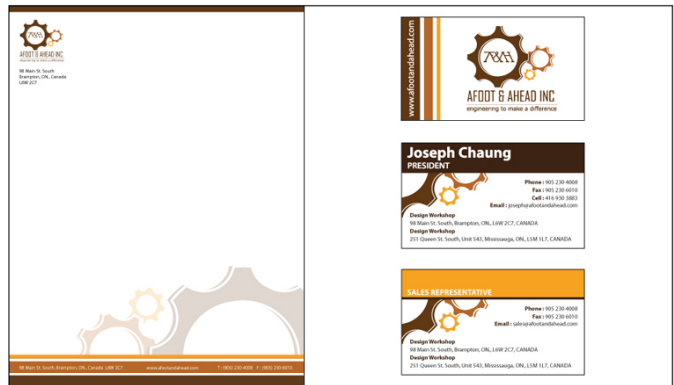 AFOOT & AHEAD INC
engineering to make a difference
98 Main St. South
Brampton, ON., Canada
L6W 2C7
98 Main St. South, Brampton, ON., Canada L6W 2C7 www.afootandahead.com T : (905) 230-4008 F : (905) 230-6010
www.afootandahead.com
AFOOT & AHEAD INC
engineering to make a difference
Joseph Chaung
PRESIDENT
Phone : 905 230 4008
Fax : 905 230 6010
Cell : 416 930 3883
Email : joseph@afootandahead.com
Design Workshop
98 Main St. South, Brampton, ON., L6W 2C7, CANADA
Design Workshop
251 Queen St. South, Unit 543, Mississauga, ON., L5M 1L7, CANADA
SALES REPRESENTATIVE
Phone : 905 230 4008
Fax : 905 230 6010
Email : sales@afootandahead.com
Design Workshop
98 Main St. South, Brampton, ON., L6W 2C7, CANADA
Design Workshop
251 Queen St. South, Unit 543, Mississauga, ON., L5M 1L7, CANADA